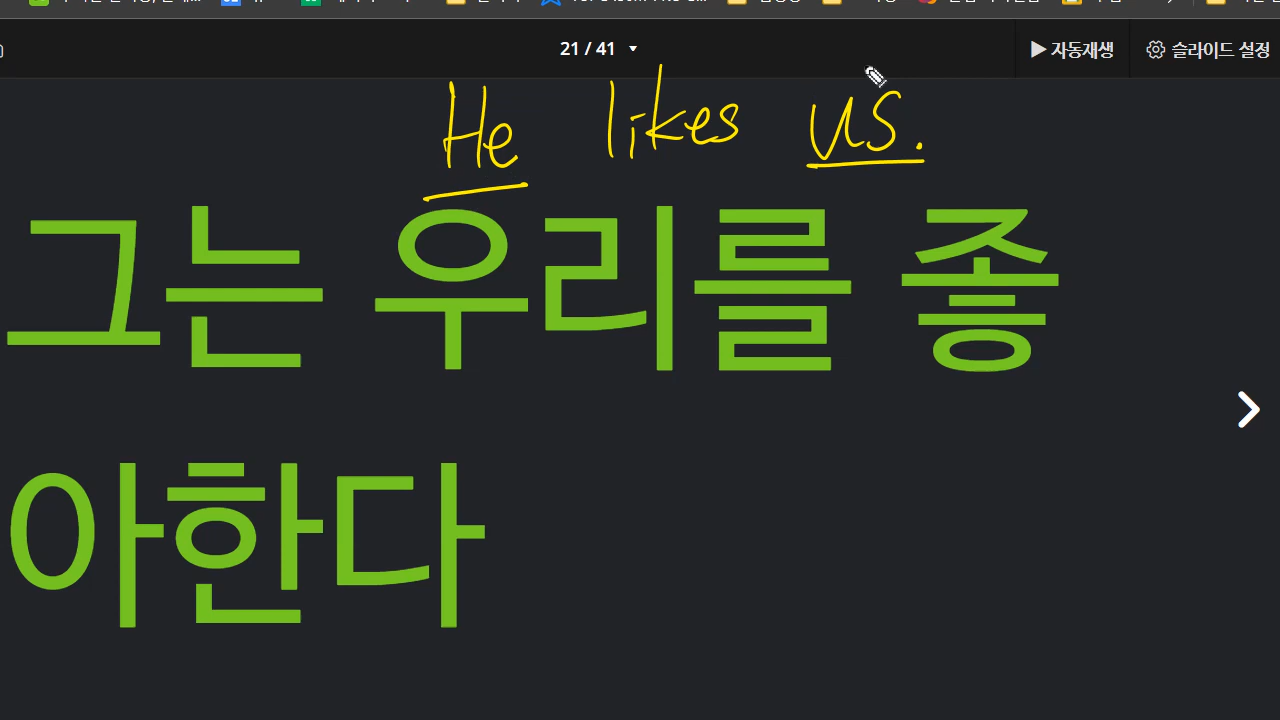 21 / 41
자동재생
슬라이드 설정
He likes us.
그는 우리를 좋
아한다